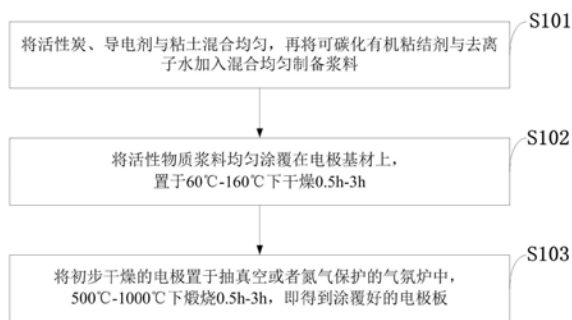 S101
将活性炭、导电剂与粘土混合均匀，再将可碳化有机粘结剂与去离
子水加入混合均匀制备浆料
S102
将活性物质浆料均匀涂覆在电极基材上，
置于60℃-160℃下干燥0.5h-3h
S103
将初步干燥的电极置于抽真空或者氮气保护的气氛炉中，
500℃-1000℃下煅烧0.5h-3h，即得到涂覆好的电极板